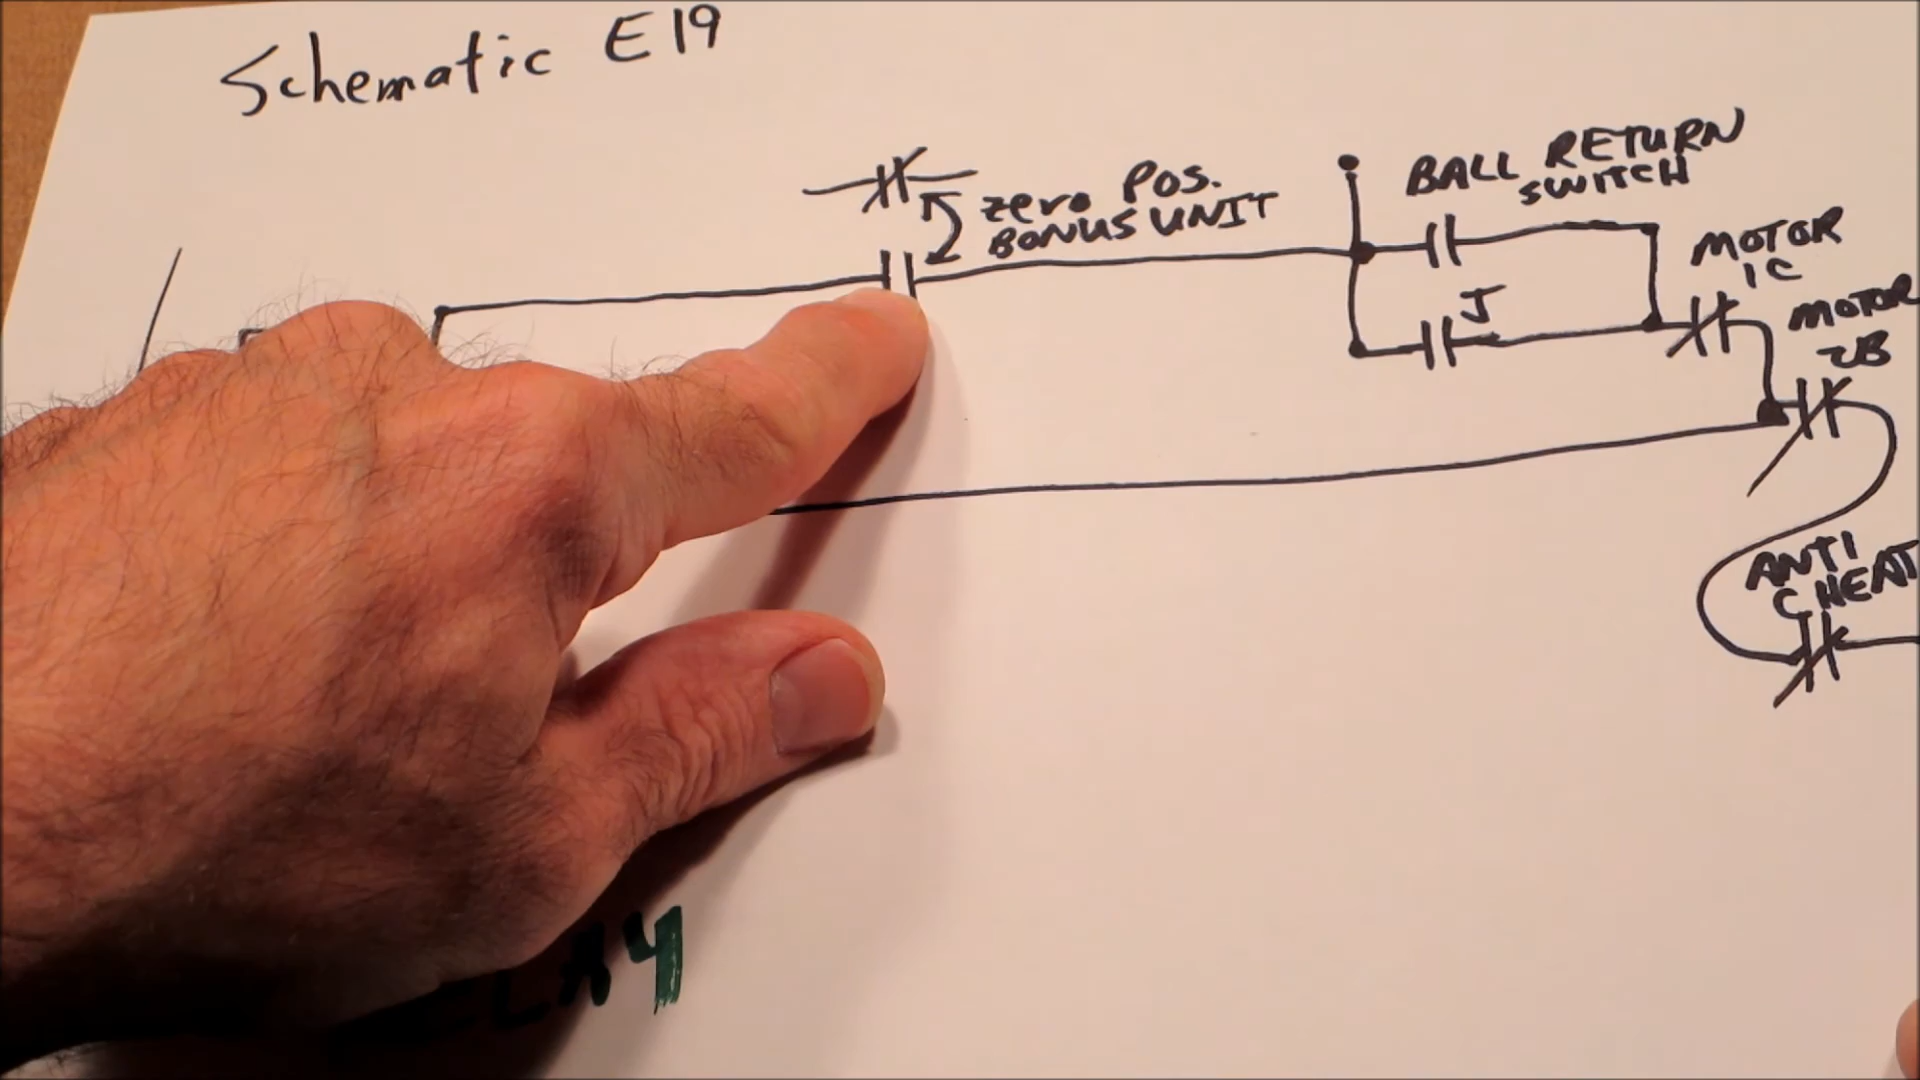 Schematic E19
zero Pos.
BONUS UNIT
BALL RETURN
SWITCH
J
MOTOR
1C
MOTOR
2B
ANTI
CHEAT